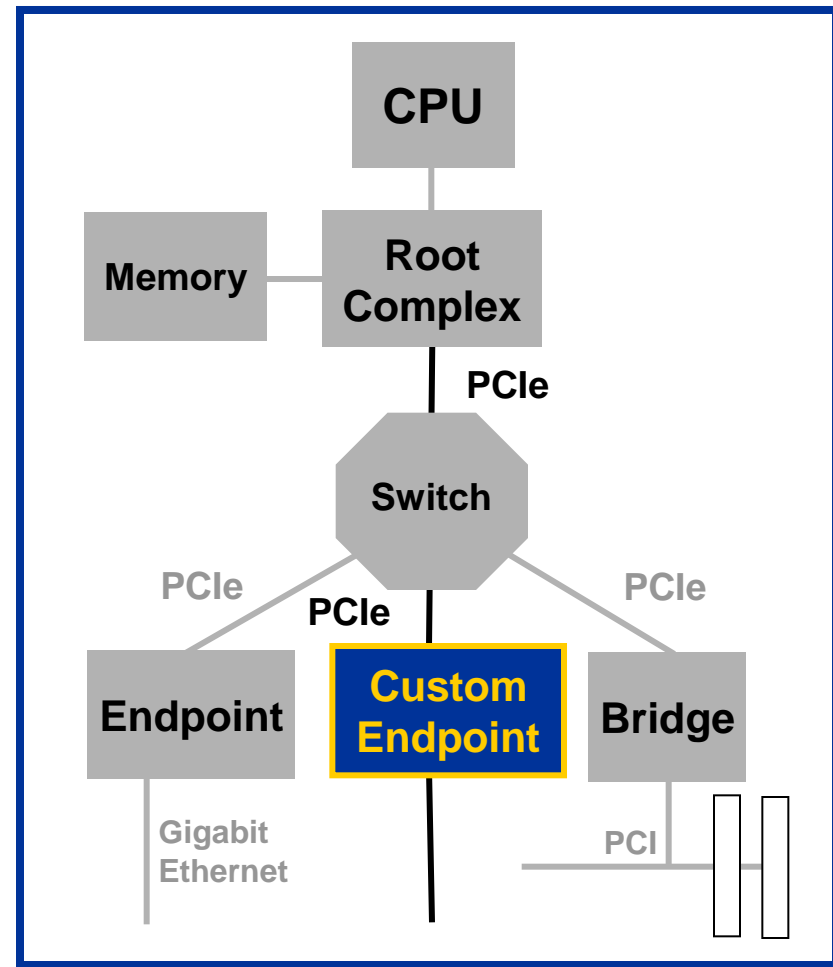 CPU
Memory
Root
Complex
PCIe
Switch
PCIe
PCIe
PCIe
Endpoint
Custom
Endpoint
Bridge
Gigabit
Ethernet
PCI